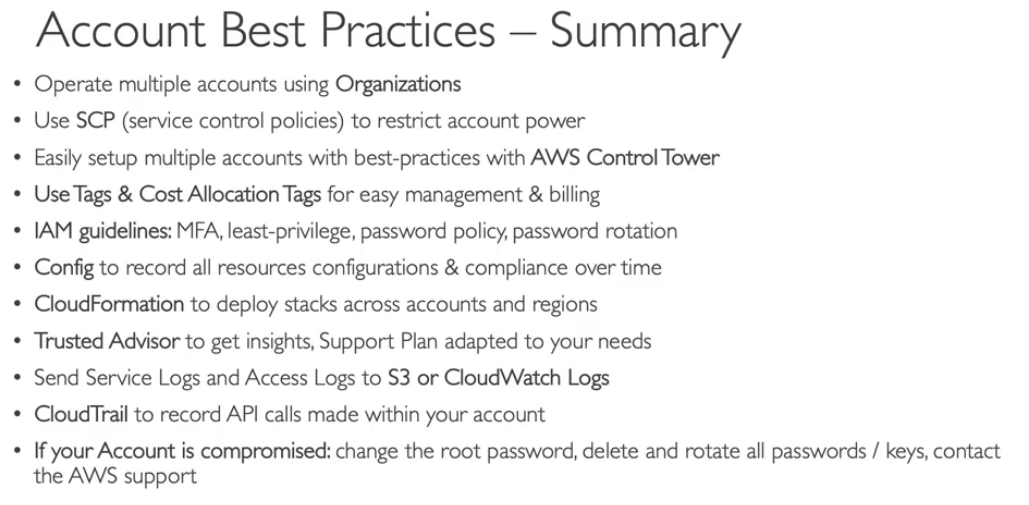 Account Best Practices – Summary
• Operate multiple accounts using Organizations
• Use SCP (service control policies) to restrict account power
• Easily setup multiple accounts with best-practices with AWS Control Tower
• Use Tags & Cost Allocation Tags for easy management & billing
• IAM guidelines: MFA, least-privilege, password policy, password rotation
• Config to record all resources configurations & compliance over time
• CloudFormation to deploy stacks across accounts and regions
• Trusted Advisor to get insights, Support Plan adapted to your needs
• Send Service Logs and Access Logs to S3 or CloudWatch Logs
• CloudTrail to record API calls made within your account
• If your Account is compromised: change the root password, delete and rotate all passwords / keys, contact
the AWS support